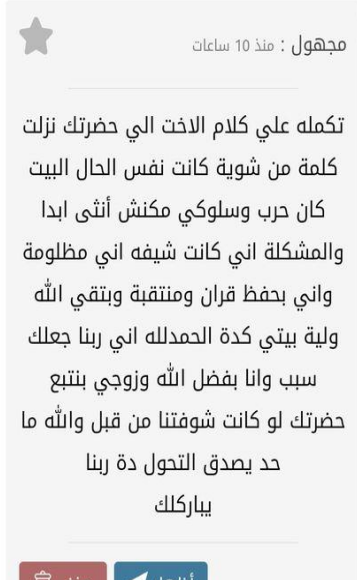 مجهول : منذ 10 ساعات
تكمله علي كلام الاخت الي حضرتك نزلت
كلمة من شوية كانت نفس الحال البيت
كان حرب وسلوكي مكنش أنثى ابدا
والمشكلة اني كانت شيفه اني مظلومة
واني بحفظ قران ومنتقبة وبتقي الله
ولية بيتي كدة الحمدلله اني ربنا جعلك
سبب وانا بفضل الله وزوجي بنتبع
حضرتك لو كانت شوفتنا من قبل والله ما
حد يصدق التحول دة ربنا
يباركلك